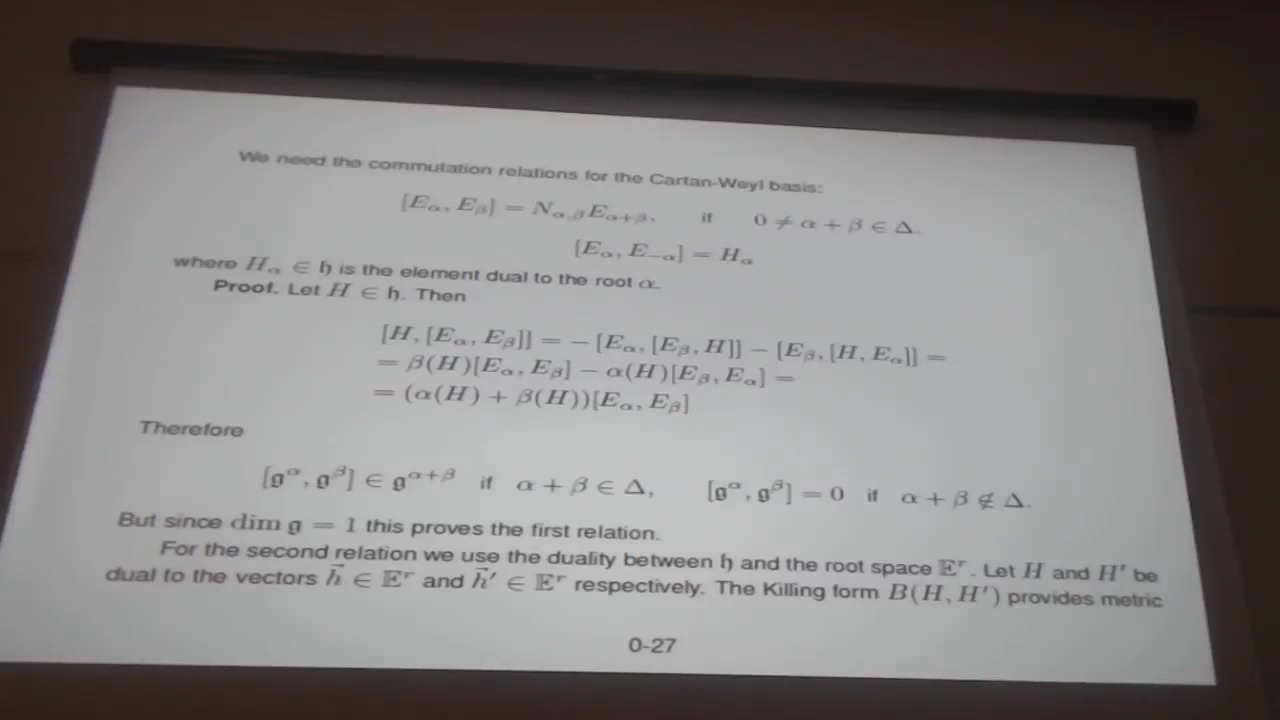 We need the commutation relations for the Cartan-Weyl basis:
[E_α, E_β] = N_{α,β}E_{α+β}, if 0 ≠ α + β ∈ Δ.
[E_α, E_{−α}] = H_α
where H_α ∈ 𝔥 is the element dual to the root α.
Proof. Let H ∈ 𝔥. Then
[H, [E_α, E_β]] = − [E_α, [E_β, H]] − [E_β, [H, E_α]] =
= β(H)[E_α, E_β] − α(H)[E_β, E_α] =
= (α(H) + β(H))[E_α, E_β]
Therefore
[𝔤^α, 𝔤^β] ∈ 𝔤^{α+β} if α + β ∈ Δ, [𝔤^α, 𝔤^β] = 0 if α + β ∉ Δ.
But since dim 𝔤 = 1 this proves the first relation.
For the second relation we use the duality between 𝔥 and the root space 𝔼^r. Let H and H′ be
dual to the vectors h⃗ ∈ 𝔼^r and h⃗′ ∈ 𝔼^r respectively. The Killing form B(H, H′) provides metric
0-27